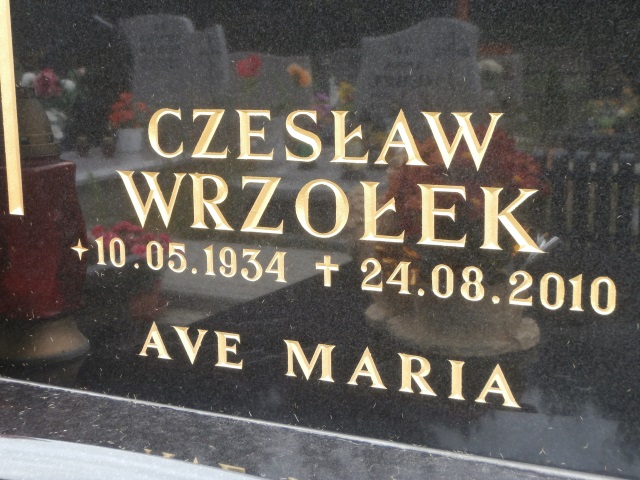 CZESŁAW
WRZOŁEK
✦10.05.1934 ✝ 24.08.2010
AVE MARIA